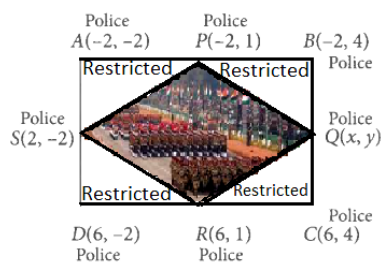 Police Police
A(−2, −2) P(−2, 1) B(−2, 4)
Restricted Restricted Police
Police Police
S(2, −2) Q(x, y)
Restricted Restricted
Police
D(6, −2) R(6, 1) C(6, 4)
Police Police